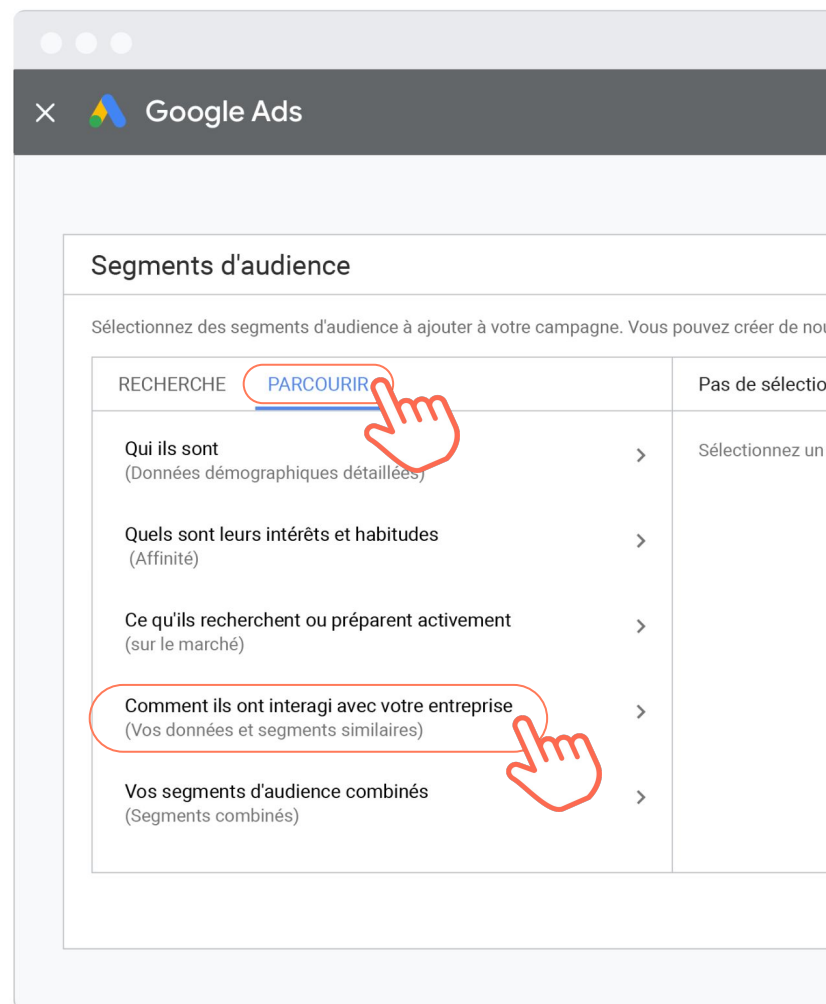 Google Ads
Segments d'audience
Sélectionnez des segments d'audience à ajouter à votre campagne. Vous pouvez créer de
RECHERCHE PARCOURIR
Pas de
Qui ils sont
(Données démographiques détaillées)
Sélectionnez un
Quels sont leurs intérêts et habitudes
(Affinité)
Ce qu'ils recherchent ou préparent activement
(sur le marché)
Comment ils ont interagi avec votre entreprise
(Vos données et segments similaires)
Vos segments d'audience combinés
(Segments combinés)